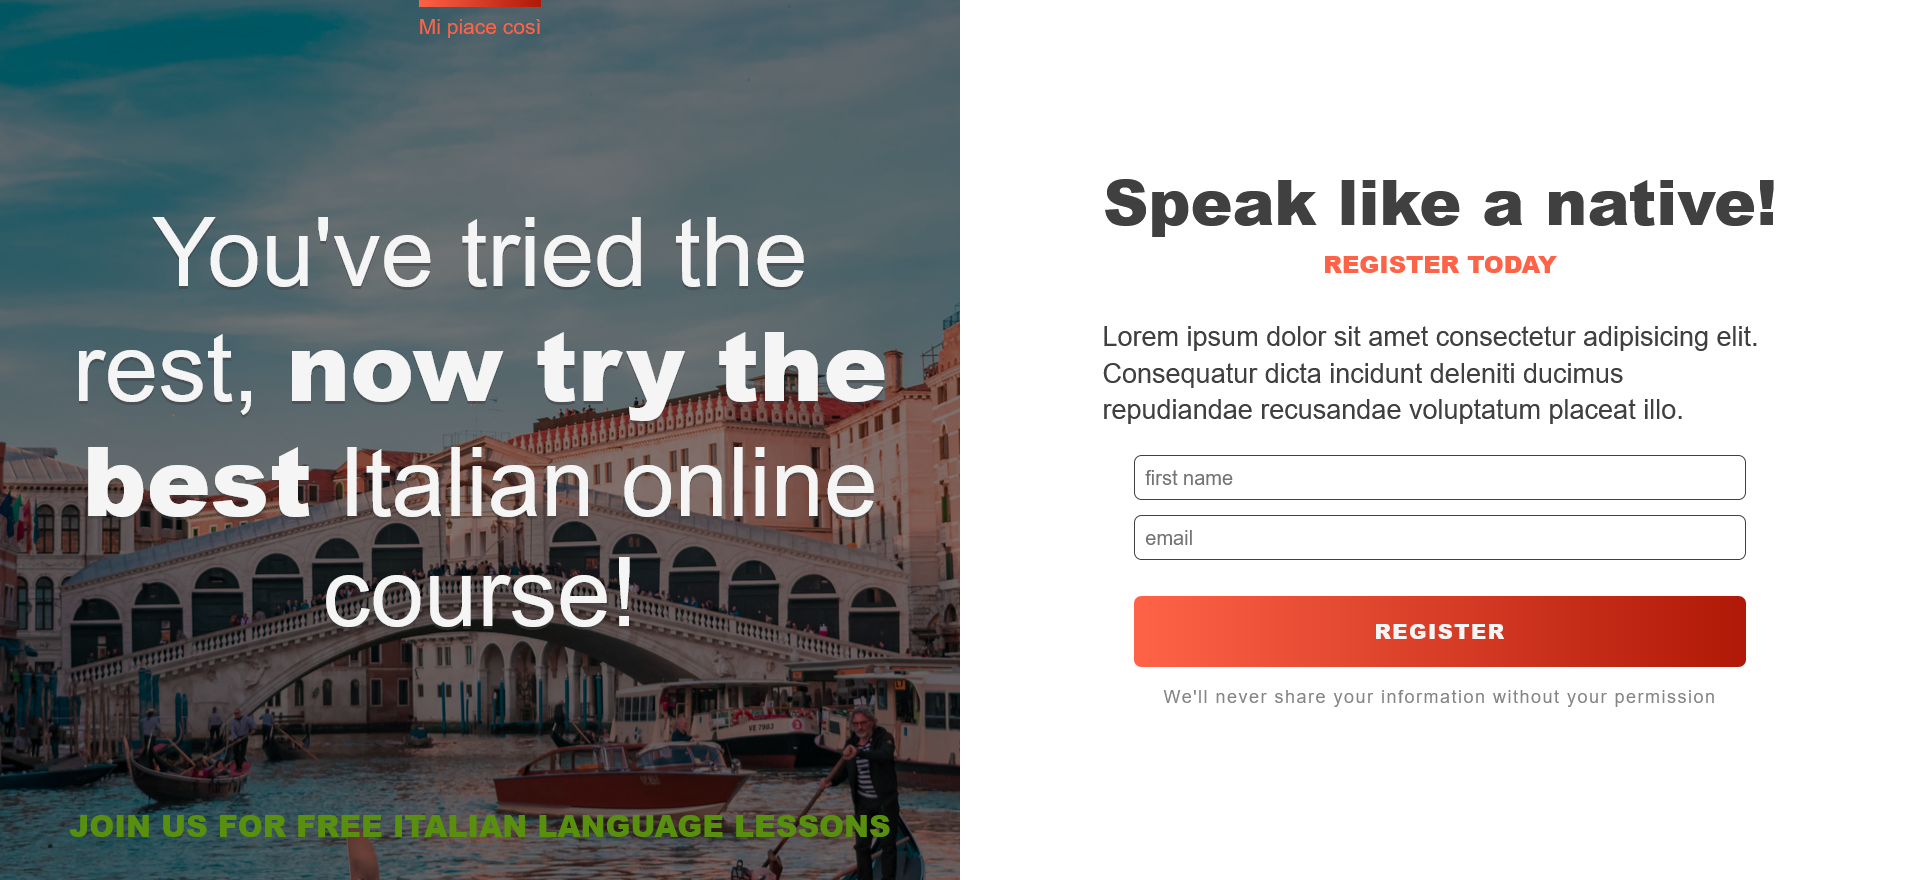 Mi piace così
You've tried the
rest, now try the
best Italian online
course!
VE 7983
JOIN US FOR FREE ITALIAN LANGUAGE LESSONS
Speak like a native!
REGISTER TODAY
Lorem ipsum dolor sit amet consectetur adipisicing elit.
Consequatur dicta incidunt deleniti ducimus
repudiandae recusandae voluptatum placeat illo.
first name
email
REGISTER
We'll never share your information without your permission